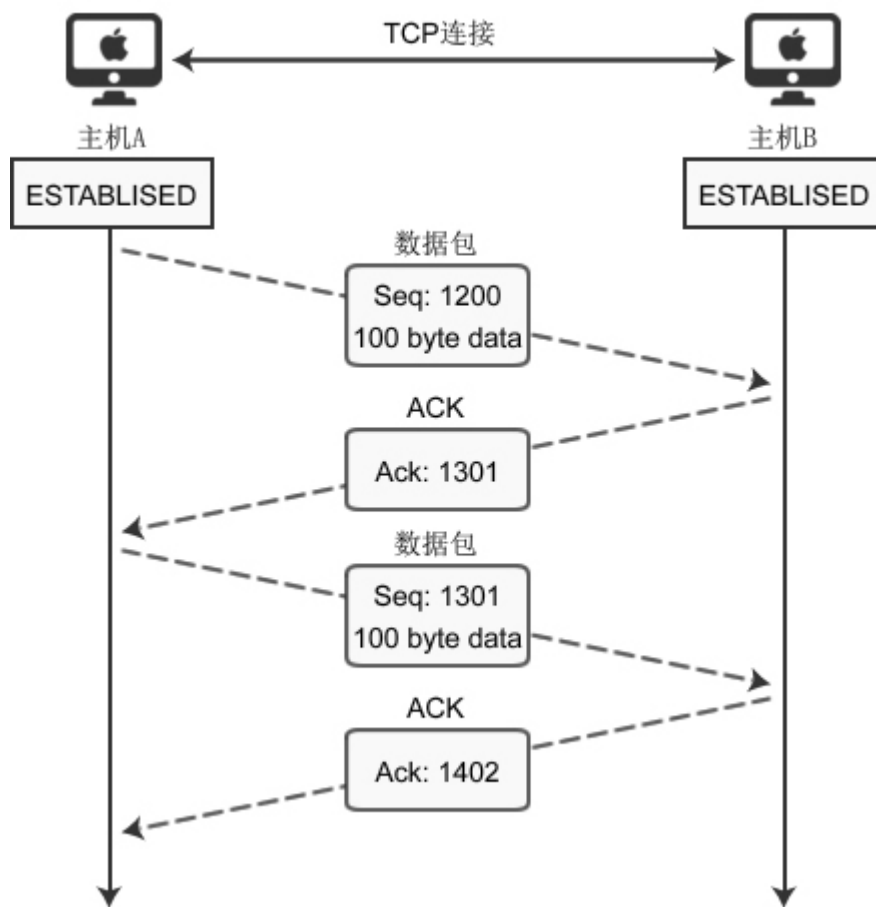 TCP连接
主机A
主机B
ESTABLISED
ESTABLISED
数据包
Seq: 1200
100 byte data
ACK
Ack: 1301
数据包
Seq: 1301
100 byte data
ACK
Ack: 1402